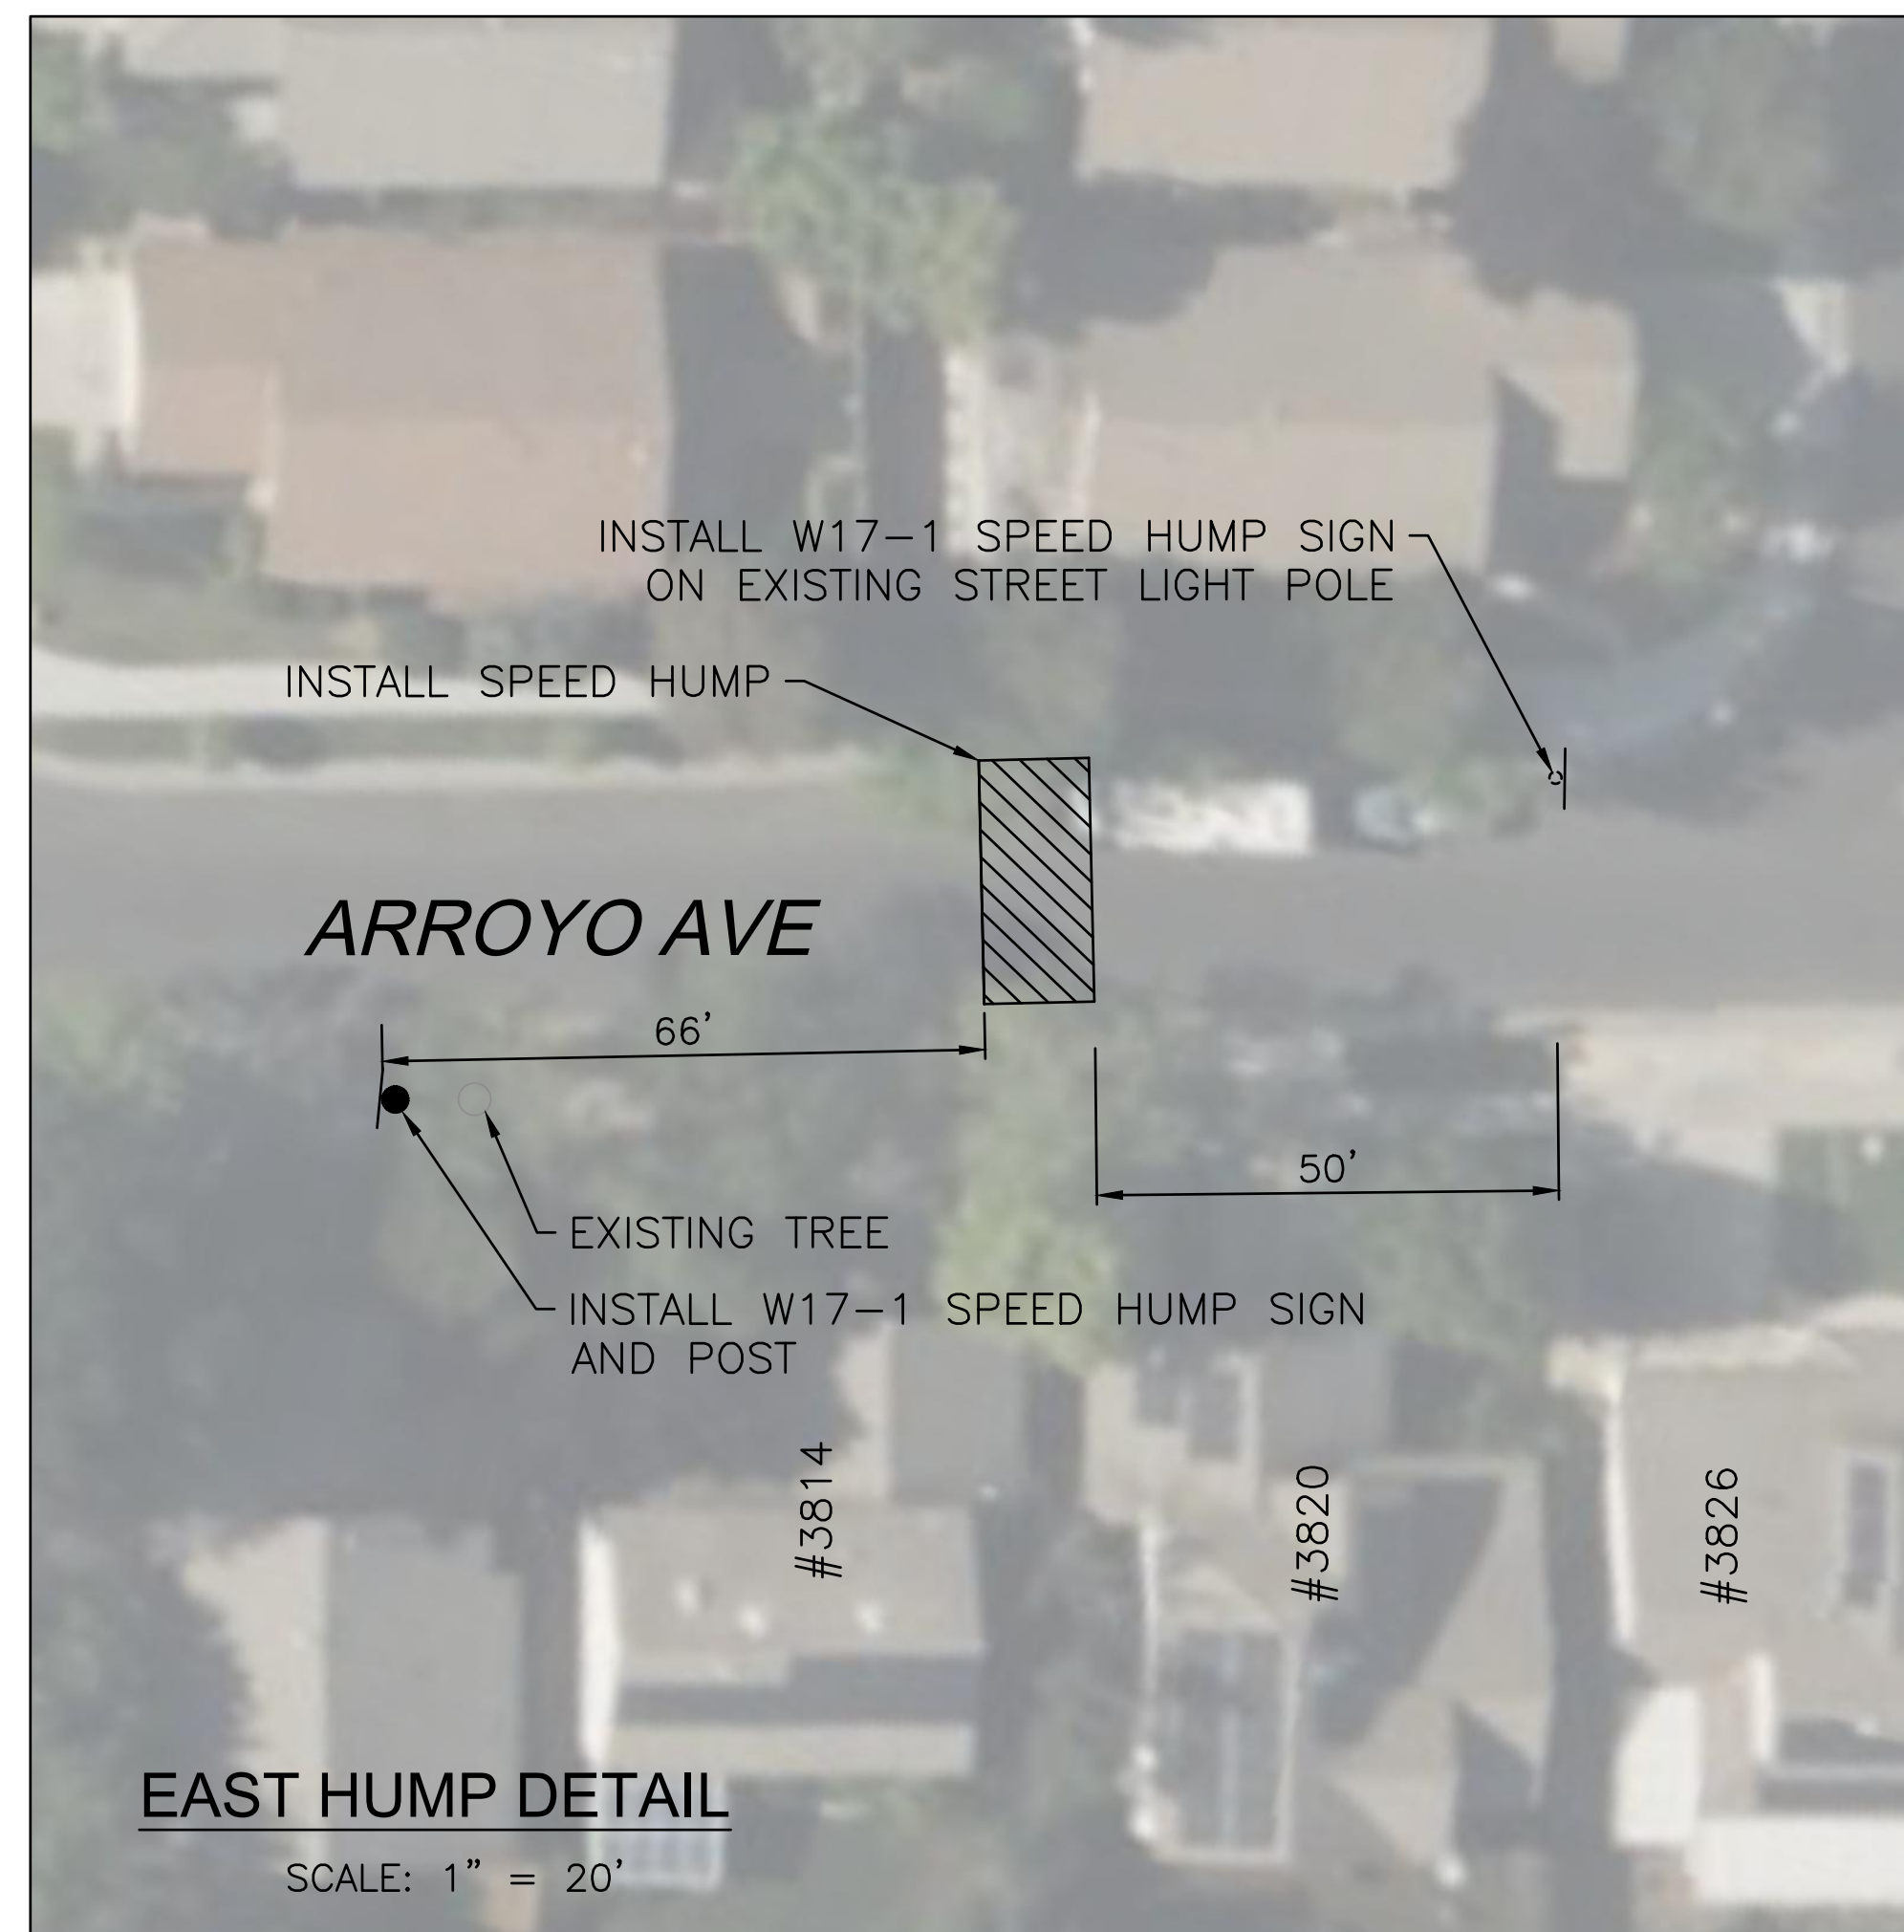 INSTALL W17-1 SPEED HUMP SIGN
ON EXISTING STREET LIGHT POLE
INSTALL SPEED HUMP
ARROYO AVE
66'
50'
EXISTING TREE
INSTALL W17-1 SPEED HUMP SIGN
AND POST
#3814
#3820
#3826
EAST HUMP DETAIL
SCALE: 1" = 20'